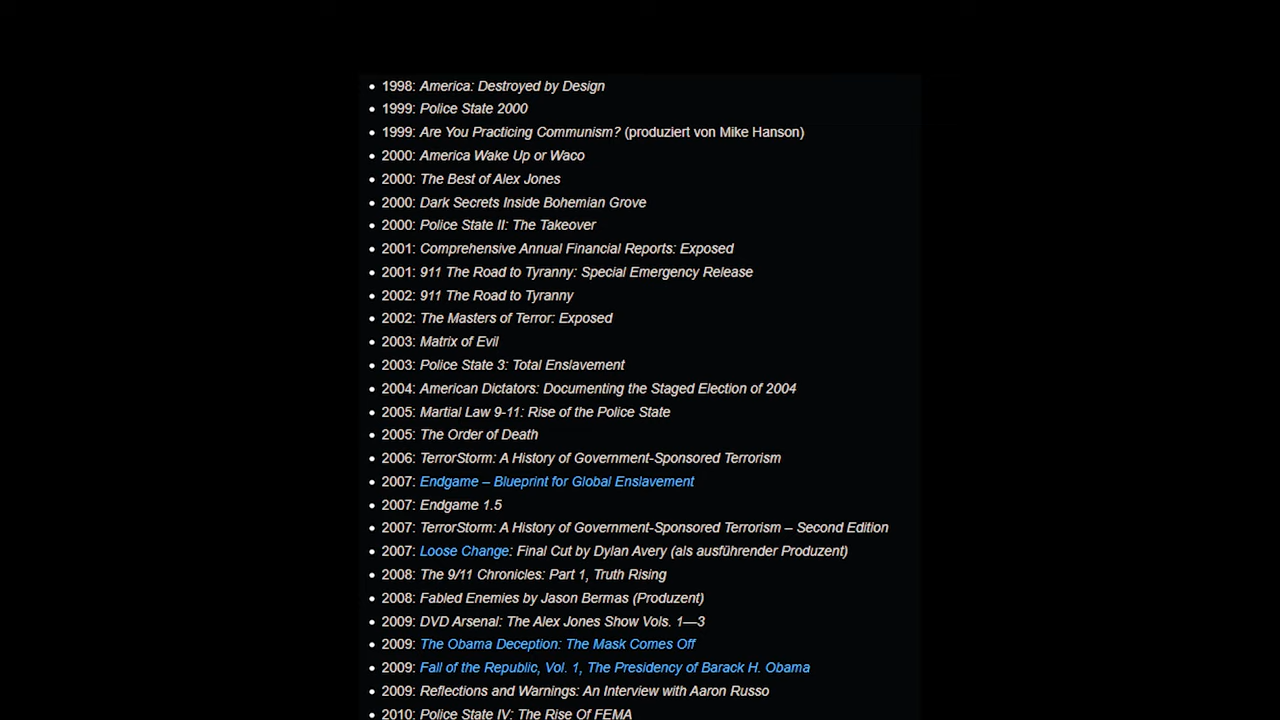 • 1998: America: Destroyed by Design
• 1999: Police State 2000
• 1999: Are You Practicing Communism? (produziert von Mike Hanson)
• 2000: America Wake Up or Waco
• 2000: The Best of Alex Jones
• 2000: Dark Secrets Inside Bohemian Grove
• 2000: Police State II: The Takeover
• 2001: Comprehensive Annual Financial Reports: Exposed
• 2001: 911 The Road to Tyranny: Special Emergency Release
• 2002: 911 The Road to Tyranny
• 2002: The Masters of Terror: Exposed
• 2003: Matrix of Evil
• 2003: Police State 3: Total Enslavement
• 2004: American Dictators: Documenting the Staged Election of 2004
• 2005: Martial Law 9-11: Rise of the Police State
• 2005: The Order of Death
• 2006: TerrorStorm: A History of Government-Sponsored Terrorism
• 2007: Endgame – Blueprint for Global Enslavement
• 2007: Endgame 1.5
• 2007: TerrorStorm: A History of Government-Sponsored Terrorism – Second Edition
• 2007: Loose Change: Final Cut by Dylan Avery (als ausführender Produzent)
• 2008: The 9/11 Chronicles: Part 1, Truth Rising
• 2008: Fabled Enemies by Jason Bermas (Produzent)
• 2009: DVD Arsenal: The Alex Jones Show Vols. 1—3
• 2009: The Obama Deception: The Mask Comes Off
• 2009: Fall of the Republic, Vol. 1, The Presidency of Barack H. Obama
• 2009: Reflections and Warnings: An Interview with Aaron Russo
• 2010: Police State IV: The Rise Of FEMA